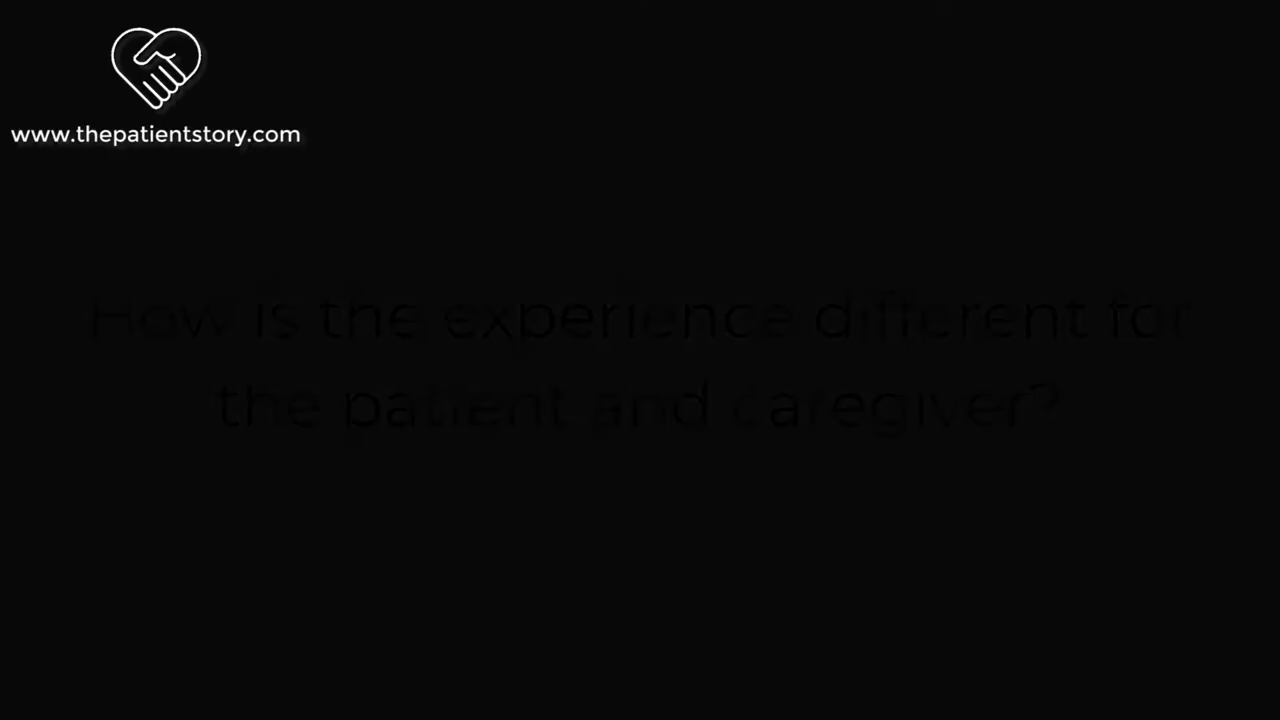 www.thepatientstory.com
How is the experience different for
the patient and caregiver?